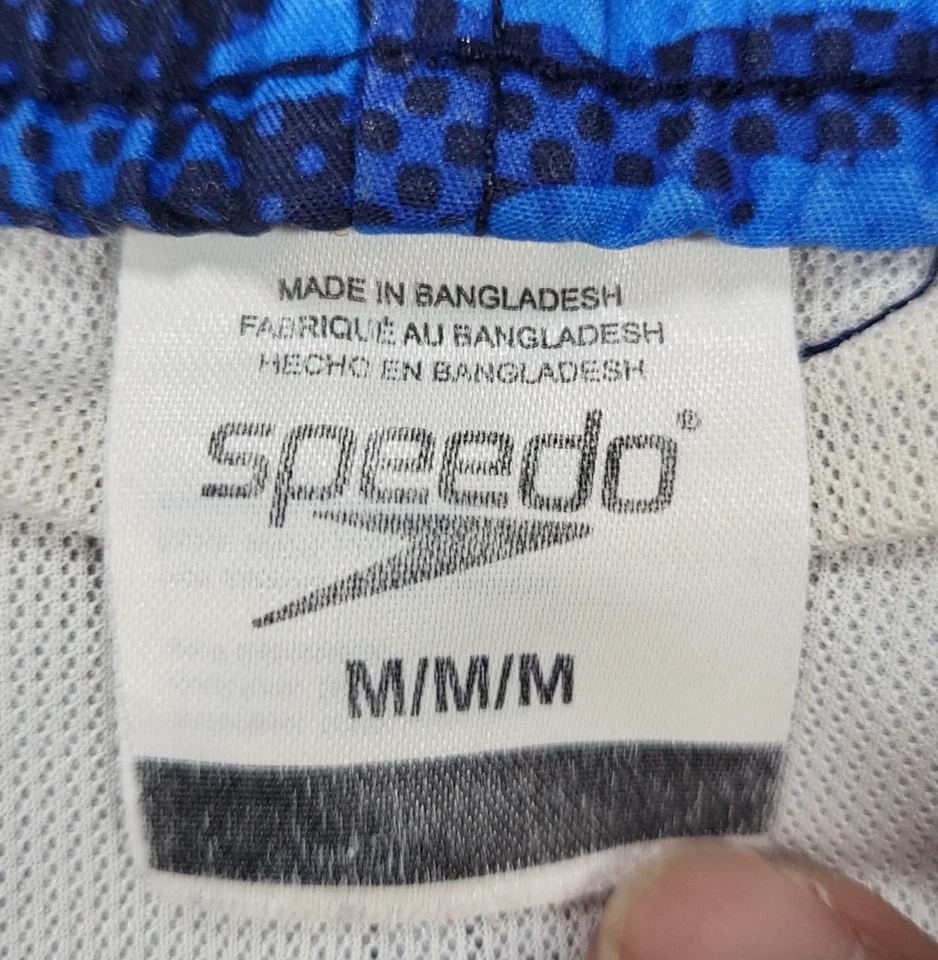 MADE IN BANGLADESH
FABRIQUÉ AU BANGLADESH
HECHO EN BANGLADESH
speedo®
M/M/M